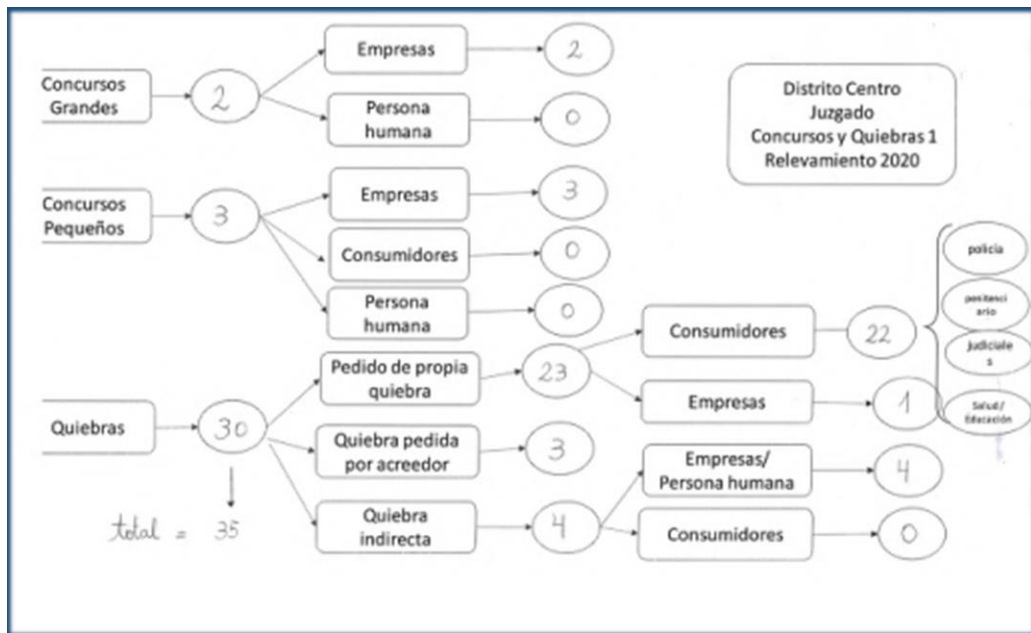 Concursos
Grandes
2
Empresas
2
Persona
humana
0
Distrito Centro
Juzgado
Concursos y Quiebras 1
Relevamiento 2020
Concursos
Pequeños
3
Empresas
3
Consumidores
0
Persona
humana
0
Quiebras
30
total = 35
Pedido de propia
quiebra
23
Consumidores
22
policía
penitenci
ario
judiciale
s
Salud/
Educación
Empresas
1
Quiebra pedida
por acreedor
3
Quiebra
indirecta
4
Empresas/
Persona humana
4
Consumidores
0